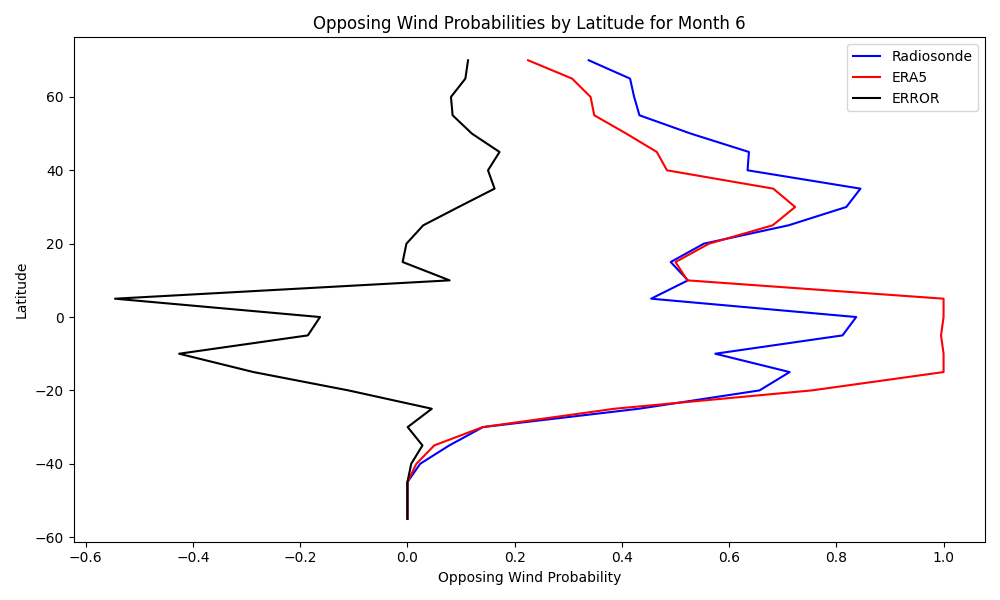 Opposing Wind Probabilities by Latitude for Month 6
Radiosonde
ERA5
ERROR
Latitude
60
40
20
0
−20
−40
−60
−0.6 −0.4 −0.2 0.0 0.2 0.4 0.6 0.8 1.0
Opposing Wind Probability